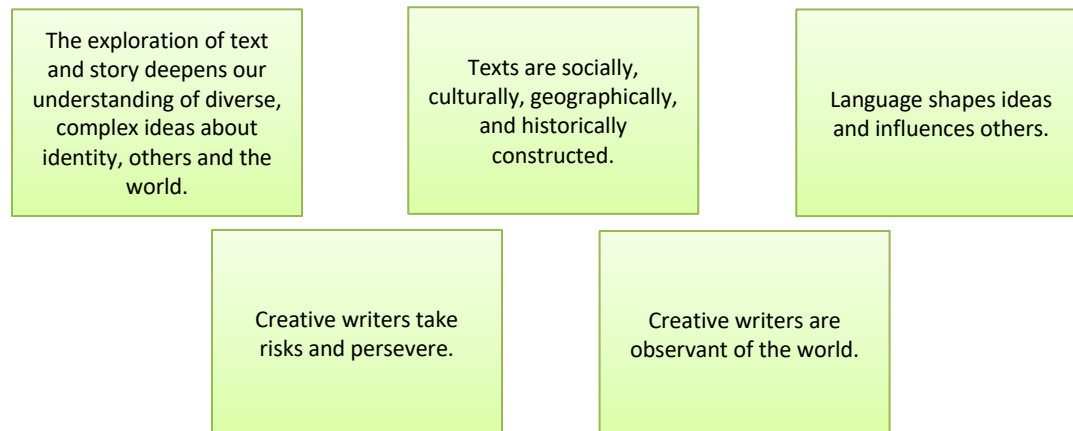 The exploration of text
and story deepens our
understanding of diverse,
complex ideas about
identity, others and the
world.
Texts are socially,
culturally, geographically,
and historically
constructed.
Language shapes ideas
and influences others.
Creative writers take
risks and persevere.
Creative writers are
observant of the world.